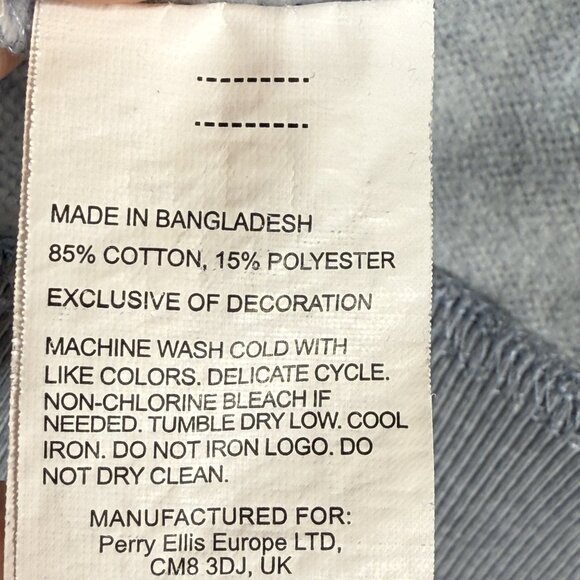 MADE IN BANGLADESH
85% COTTON, 15% POLYESTER
EXCLUSIVE OF DECORATION
MACHINE WASH COLD WITH
LIKE COLORS. DELICATE CYCLE.
NON-CHLORINE BLEACH IF
NEEDED. TUMBLE DRY LOW. COOL
IRON. DO NOT IRON LOGO. DO
NOT DRY CLEAN.
MANUFACTURED FOR:
Perry Ellis Europe LTD,
CM8 3DJ, UK